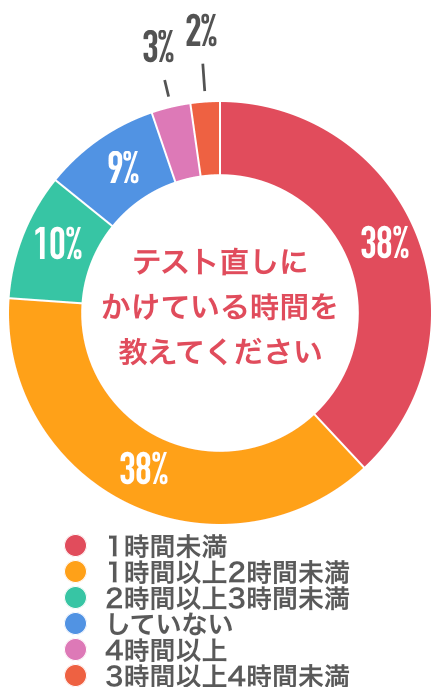 3%
2%
9%
38%
10%
テスト直しに
かけている時間を
教えてください
38%
1時間未満
1時間以上2時間未満
2時間以上3時間未満
していない
4時間以上
3時間以上4時間未満